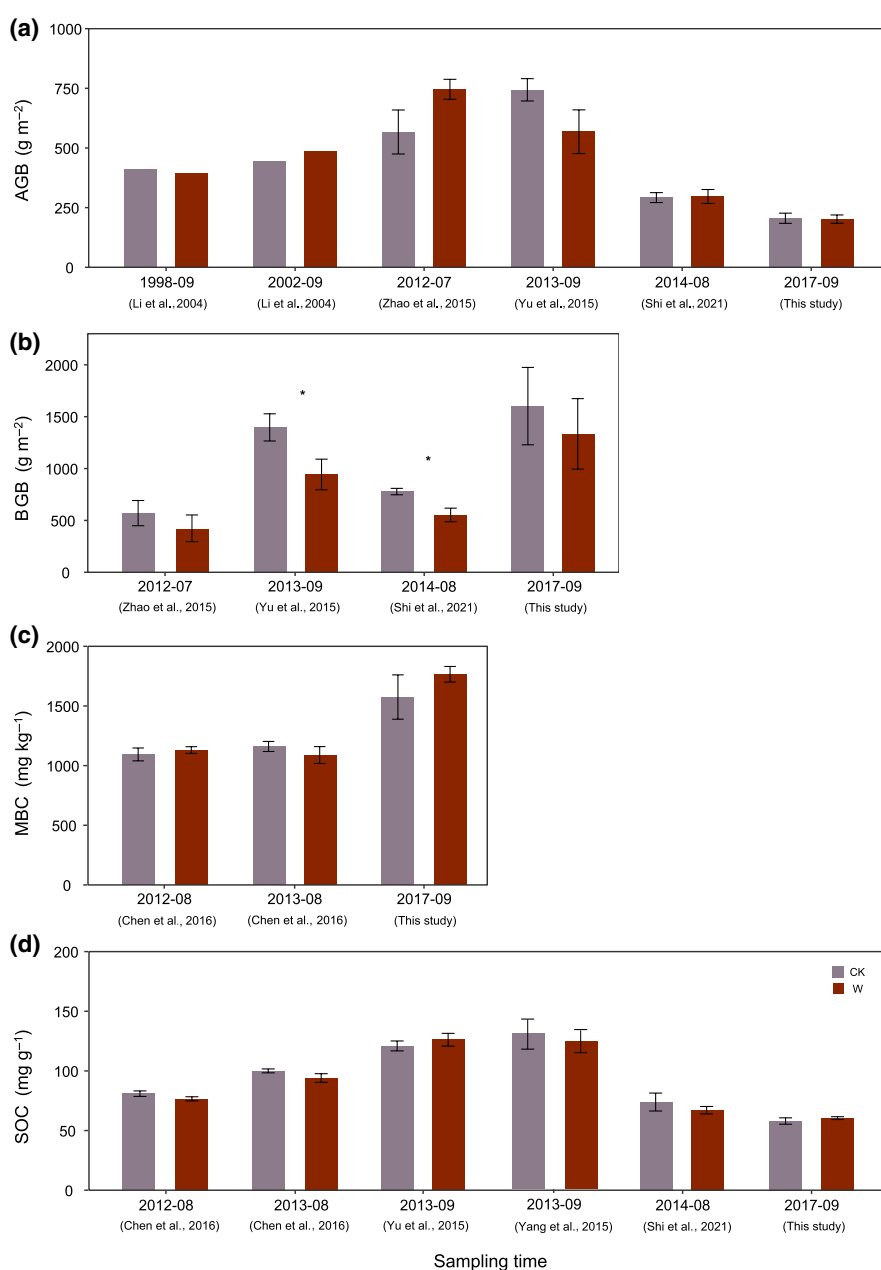 (a)
1000
750
500
250
0
AGB (g m⁻²)
1998-09 2002-09 2012-07 2013-09 2014-08 2017-09
(Li et al., 2004) (Li et al., 2004) (Zhao et al., 2015) (Yu et al., 2015) (Shi et al., 2021) (This study)
(b)
2000
1500
1000
500
0
BGB (g m⁻²)
* *
2012-07 2013-09 2014-08 2017-09
(Zhao et al., 2015) (Yu et al., 2015) (Shi et al., 2021) (This study)
(c)
2000
1500
1000
500
0
MBC (mg kg⁻¹)
2012-08 2013-08 2017-09
(Chen et al., 2016) (Chen et al., 2016) (This study)
(d)
200
150
100
50
0
SOC (mg g⁻¹)
CK
W
2012-08 2013-08 2013-09 2013-09 2014-08 2017-09
(Chen et al., 2016) (Chen et al., 2016) (Yu et al., 2015) (Yang et al., 2015) (Shi et al., 2021) (This study)
Sampling time